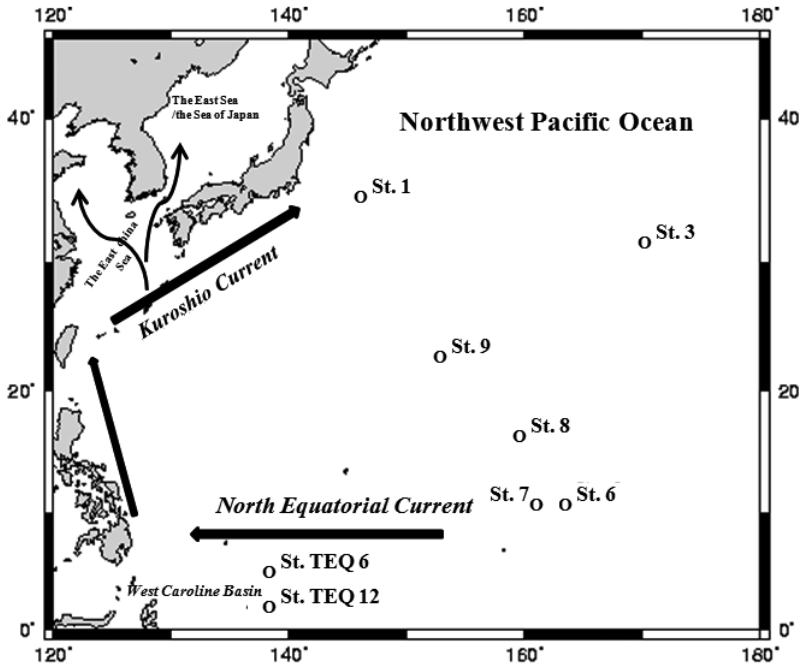 120° 140° 160° 180°
The East Sea
/the Sea of Japan
40° 40°
Northwest Pacific Ocean
St. 1
St. 3
The East china
Sea
Kuroshio Current
St. 9
20° 20°
St. 8
St. 7 St. 6
North Equatorial Current
St. TEQ 6
West Caroline Basin
St. TEQ 12
0° 0°
120° 140° 160° 180°